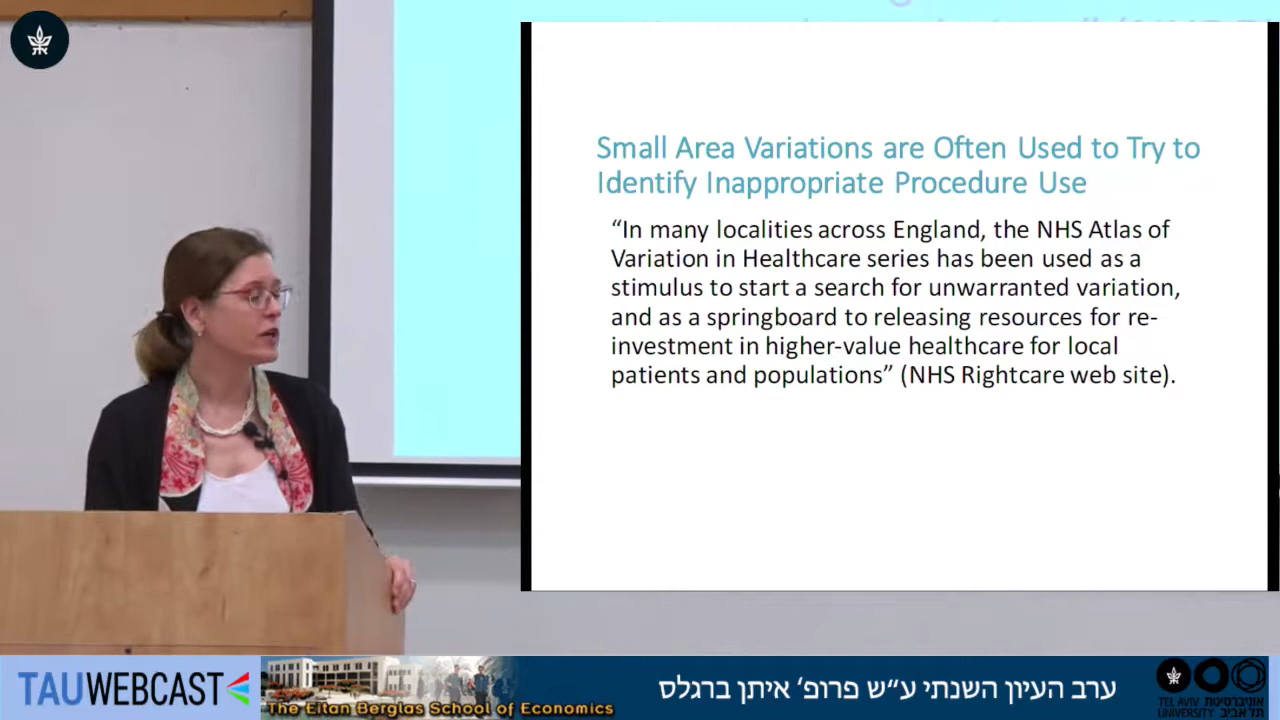 Small Area Variations are Often Used to Try to
Identify Inappropriate Procedure Use
“In many localities across England, the NHS Atlas of
Variation in Healthcare series has been used as a
stimulus to start a search for unwarranted variation,
and as a springboard to releasing resources for re-
investment in higher-value healthcare for local
patients and populations” (NHS Rightcare web site).
TAUWEBCAST
The Eitan Berglas School of Economics
ערב העיון השנתי ע״ש פרופ׳ איתן ברגלס
TEL AVIV
UNIVERSITY
אוניברסיטת
תל אביב